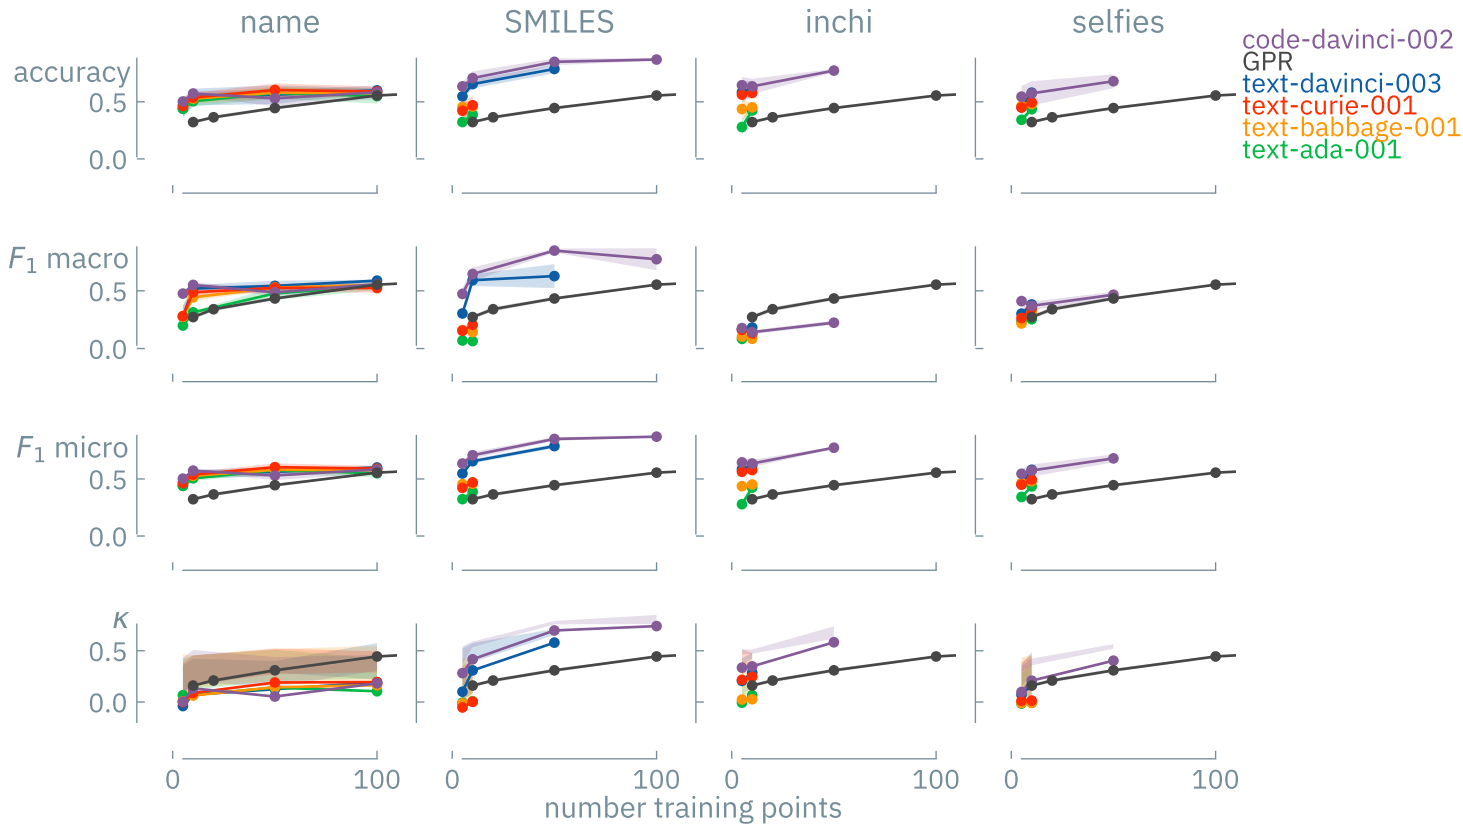 name SMILES inchi selfies
code-davinci-002
GPR
text-davinci-003
text-curie-001
text-babbage-001
text-ada-001
accuracy
0.5
0.0
F1 macro
0.5
0.0
F1 micro
0.5
0.0
κ
0.5
0.0
0 100 0 100 0 100 0 100
number training points